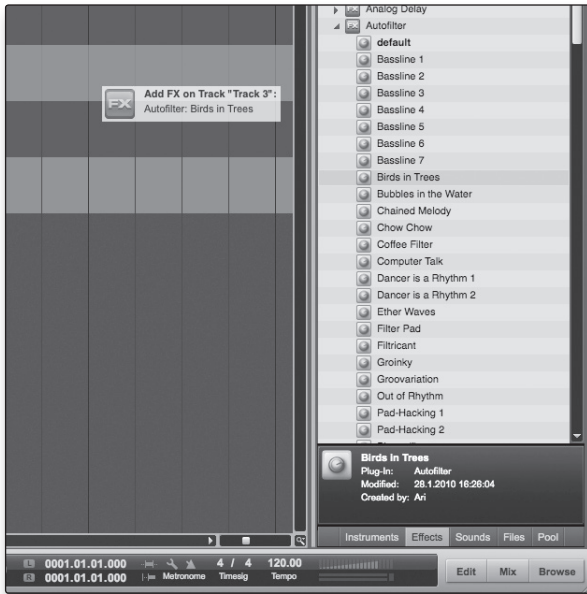 Analog Delay
Autofilter
default
Bassline 1
Bassline 2
Bassline 3
Bassline 4
Bassline 5
Bassline 6
Bassline 7
Birds in Trees
Bubbles in the Water
Chained Melody
Chow Chow
Coffee Filter
Computer Talk
Dancer is a Rhythm 1
Dancer is a Rhythm 2
Ether Waves
Filter Pad
Filtricant
Groinky
Groovariation
Out of Rhythm
Pad-Hacking 1
Pad-Hacking 2
FX
Add FX on Track "Track 3":
Autofilter: Birds in Trees
Birds in Trees
Plug-In: Autofilter
Modified: 28.1.2010 16:26:04
Created by: Ari
Instruments Effects Sounds Files Pool
L 0001.01.01.000 4 / 4 120.00
R 0001.01.01.000 Metronome Timesig Tempo
Edit Mix Browse